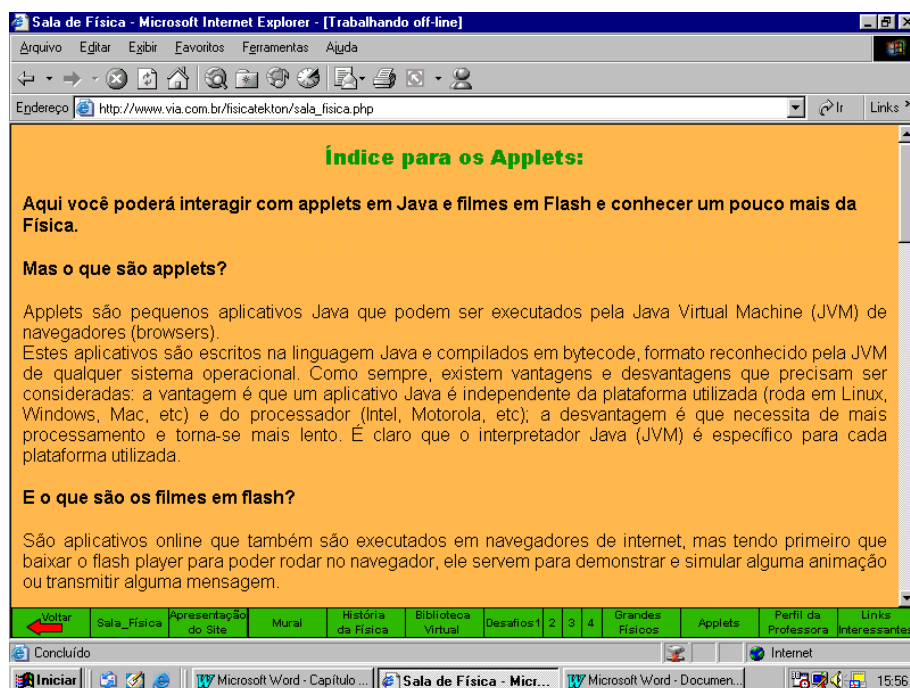 Sala de Física - Microsoft Internet Explorer - [Trabalhando off-line]
Arquivo Editar Exibir Favoritos Ferramentas Ajuda
Endereço http://www.via.com.br/fisicatekton/sala_fisica.php Ir Links
Índice para os Applets:
Aqui você poderá interagir com applets em Java e filmes em Flash e conhecer um pouco mais da
Física.
Mas o que são applets?
Applets são pequenos aplicativos Java que podem ser executados pela Java Virtual Machine (JVM) de
navegadores (browsers).
Estes aplicativos são escritos na linguagem Java e compilados em bytecode, formato reconhecido pela JVM
de qualquer sistema operacional. Como sempre, existem vantagens e desvantagens que precisam ser
consideradas: a vantagem é que um aplicativo Java é independente da plataforma utilizada (roda em Linux,
Windows, Mac, etc) e do processador (Intel, Motorola, etc); a desvantagem é que necessita de mais
processamento e torna-se mais lento. É claro que o interpretador Java (JVM) é específico para cada
plataforma utilizada.
E o que são os filmes em flash?
São aplicativos online que também são executados em navegadores de internet, mas tendo primeiro que
baixar o flash player para poder rodar no navegador, ele servem para demonstrar e simular alguma animação
ou transmitir alguma mensagem.
Voltar Sala_Física Apresentação do Site Mural História da Física Biblioteca Virtual Desafios1 2 3 4 Grandes Físicos Applets Perfil da Professora Links Interessantes
Concluído Internet
Iniciar Microsoft Word - Capítulo ... Sala de Física - Micr... Microsoft Word - Documen... 15:56